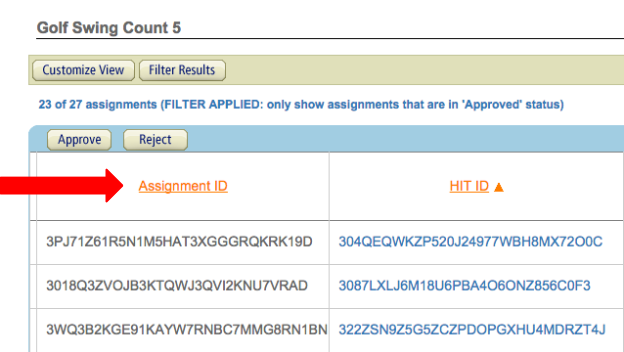 Golf Swing Count 5
Customize View Filter Results
23 of 27 assignments (FILTER APPLIED: only show assignments that are in 'Approved' status)
Approve Reject
Assignment ID HIT ID ▲
3PJ71Z61R5N1M5HAT3XGGGRQKRK19D 304QEQWKZP520J24977WBH8MX72O0C
3018Q3ZVOJB3KTQWJ3QVI2KNU7VRAD 3087LXLJ6M18U6PBA4O6ONZ856C0F3
3WQ3B2KGE91KAYW7RNBC7MMG8RN1BN 322ZSN9Z5G5ZCZPDOPGXHU4MDRZT4J